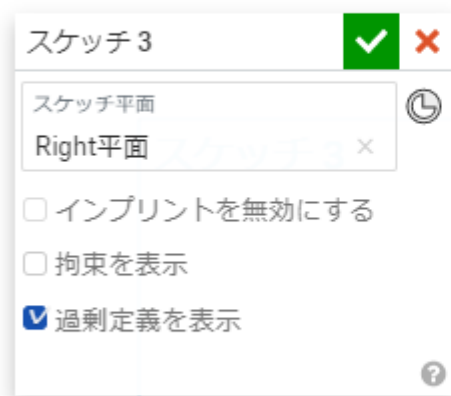 スケッチ 3
スケッチ平面
Right平面
インプリントを無効にする
拘束を表示
過剰定義を表示